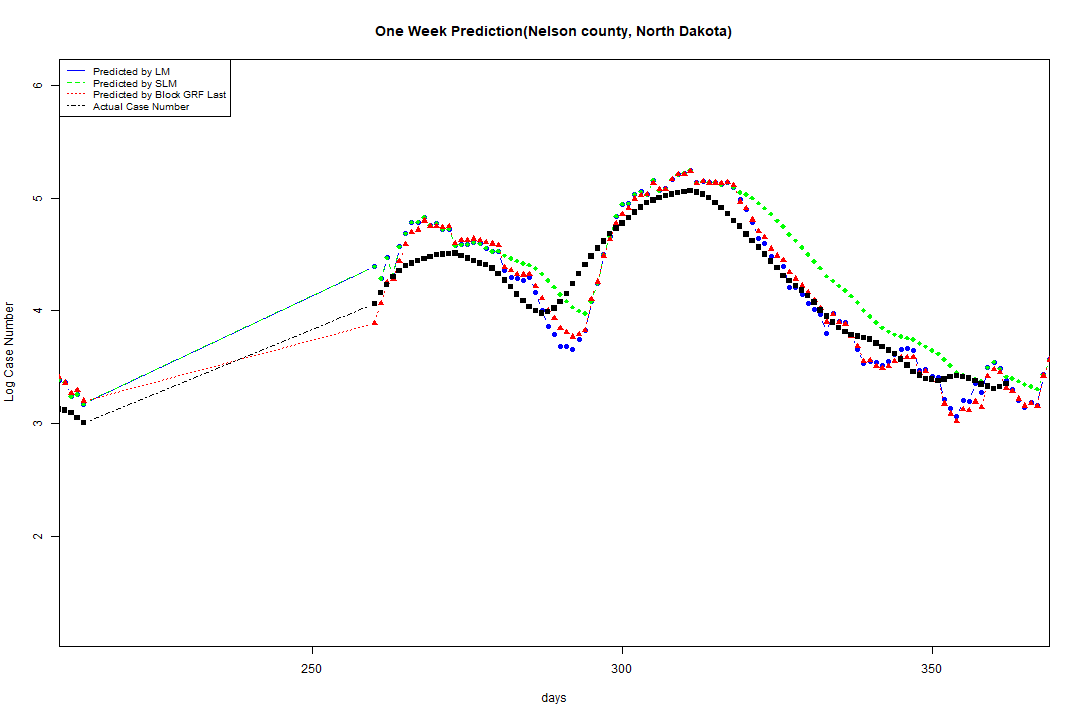 One Week Prediction(Nelson county, North Dakota)
Predicted by LM
Predicted by SLM
Predicted by Block GRF Last
Actual Case Number
6
5
4
3
2
Log Case Number
250
300
350
days